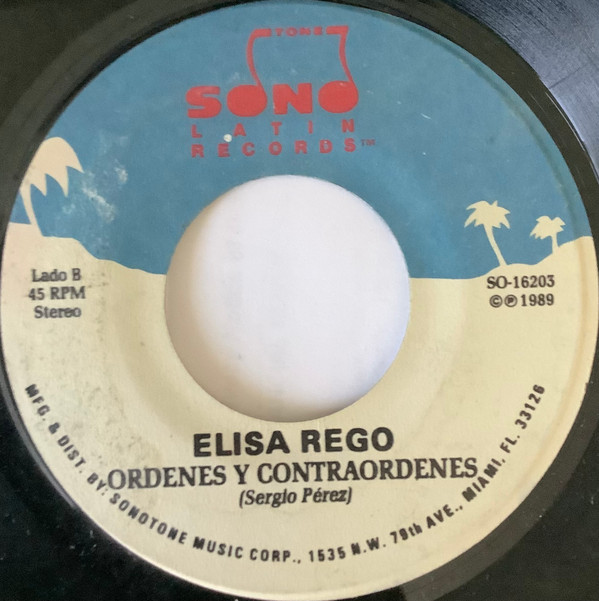 TONE
SONO
LATIN
RECORDS™
Lado B
45 RPM
Stereo
SO-16203
©℗1989
ELISA REGO
ORDENES Y CONTRAORDENES
(Sergio Pérez)
MFG. & DIST. BY: SONOTONE MUSIC CORP., 1535 N.W. 79th AVE., MIAMI, FL. 33126